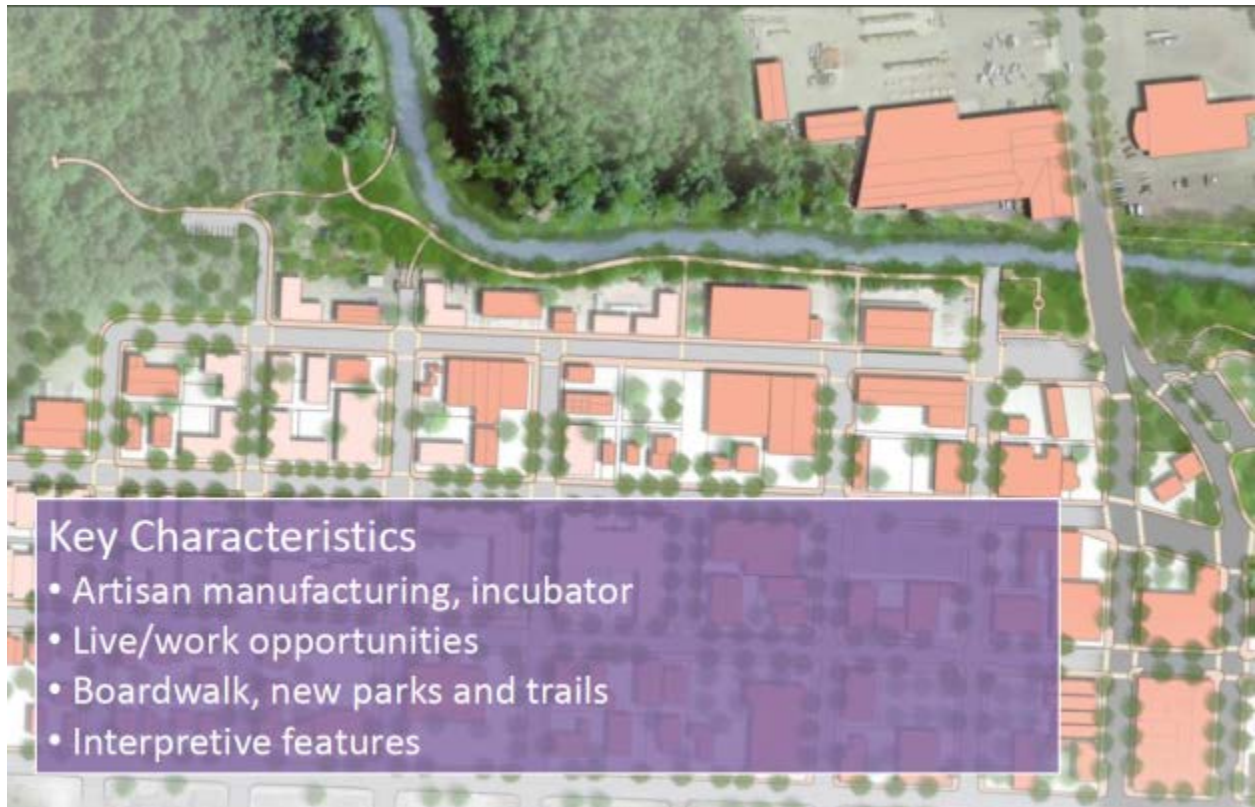 Key Characteristics
• Artisan manufacturing, incubator
• Live/work opportunities
• Boardwalk, new parks and trails
• Interpretive features